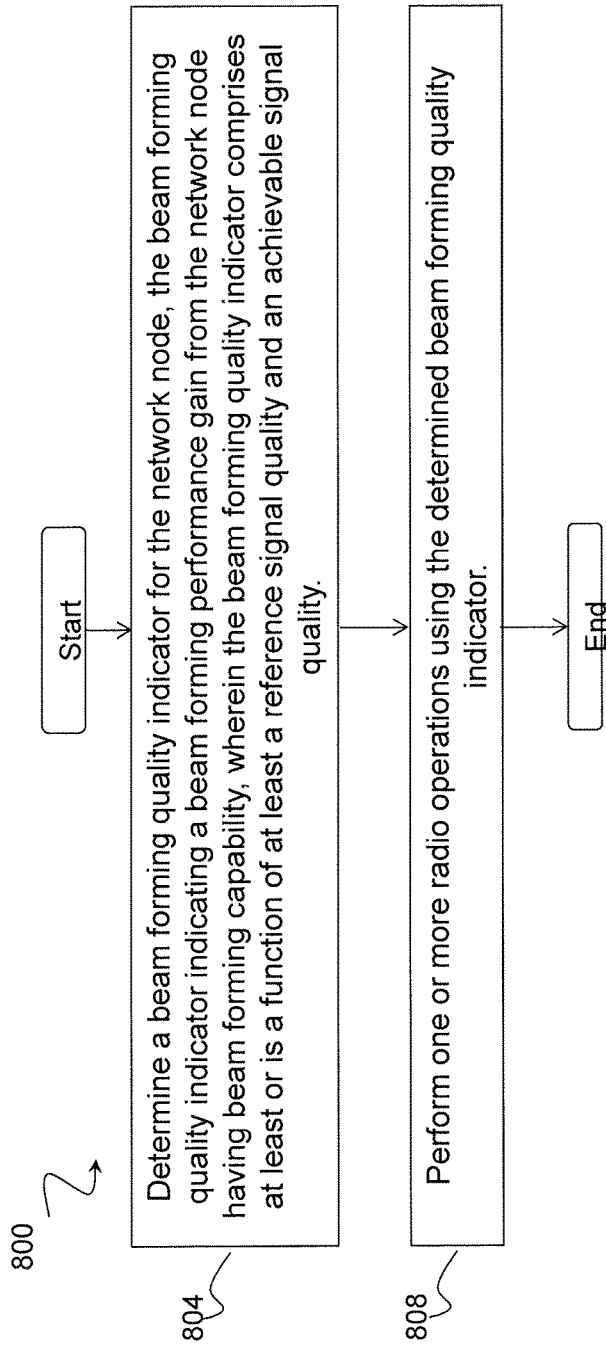 800
Start
804
Determine a beam forming quality indicator for the network node, the beam forming
quality indicator indicating a beam forming performance gain from the network node
having beam forming capability, wherein the beam forming quality indicator comprises
at least or is a function of at least a reference signal quality and an achievable signal
quality.
808
Perform one or more radio operations using the determined beam forming quality
indicator.
End